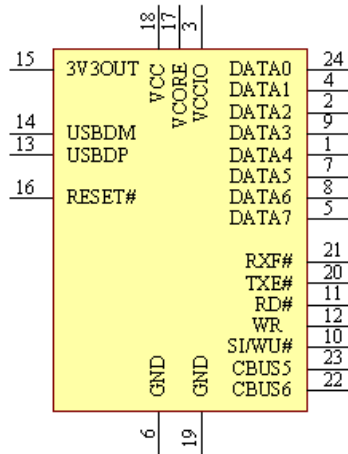 18 17 3
15 3V3OUT VCC VCORE VCCIO DATA0 24
DATA1 4
DATA2 2
14 USBDM DATA3 9
13 USBDP DATA4 1
DATA5 7
16 RESET# DATA6 8
DATA7 5
RXF# 21
TXE# 20
RD# 11
WR 12
SI/WU# 10
GND GND CBUS5 23
CBUS6 22
6 19